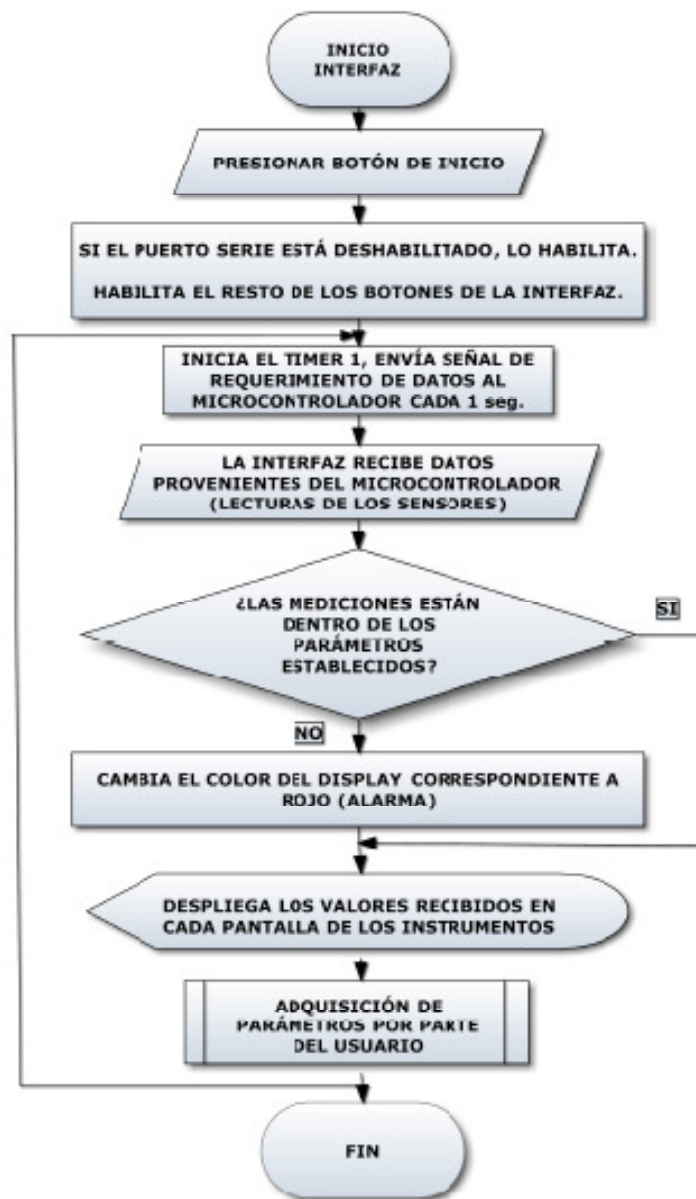 INICIO
INTERFAZ
PRESIONAR BOTÓN DE INICIO
SI EL PUERTO SERIE ESTÁ DESHABILITADO, LO HABILITA.
HABILITA EL RESTO DE LOS BOTONES DE LA INTERFAZ.
INICIA EL TIMER 1, ENVÍA SEÑAL DE
REQUERIMIENTO DE DATOS AL
MICROCONTROLADOR CADA 1 seg.
LA INTERFAZ RECIBE DATOS
PROVENIENTES DEL MICROCONTROLADOR
(LECTURAS DE LOS SENSORES)
¿LAS MEDICIONES ESTÁN
DENTRO DE LOS
PARÁMETROS
ESTABLECIDOS?
SI
NO
CAMBIA EL COLOR DEL DISPLAY CORRESPONDIENTE A
ROJO (ALARMA)
DESPLIEGA LOS VALORES RECIBIDOS EN
CADA PANTALLA DE LOS INSTRUMENTOS
ADQUISICIÓN DE
PARÁMETROS POR PARTE
DEL USUARIO
FIN